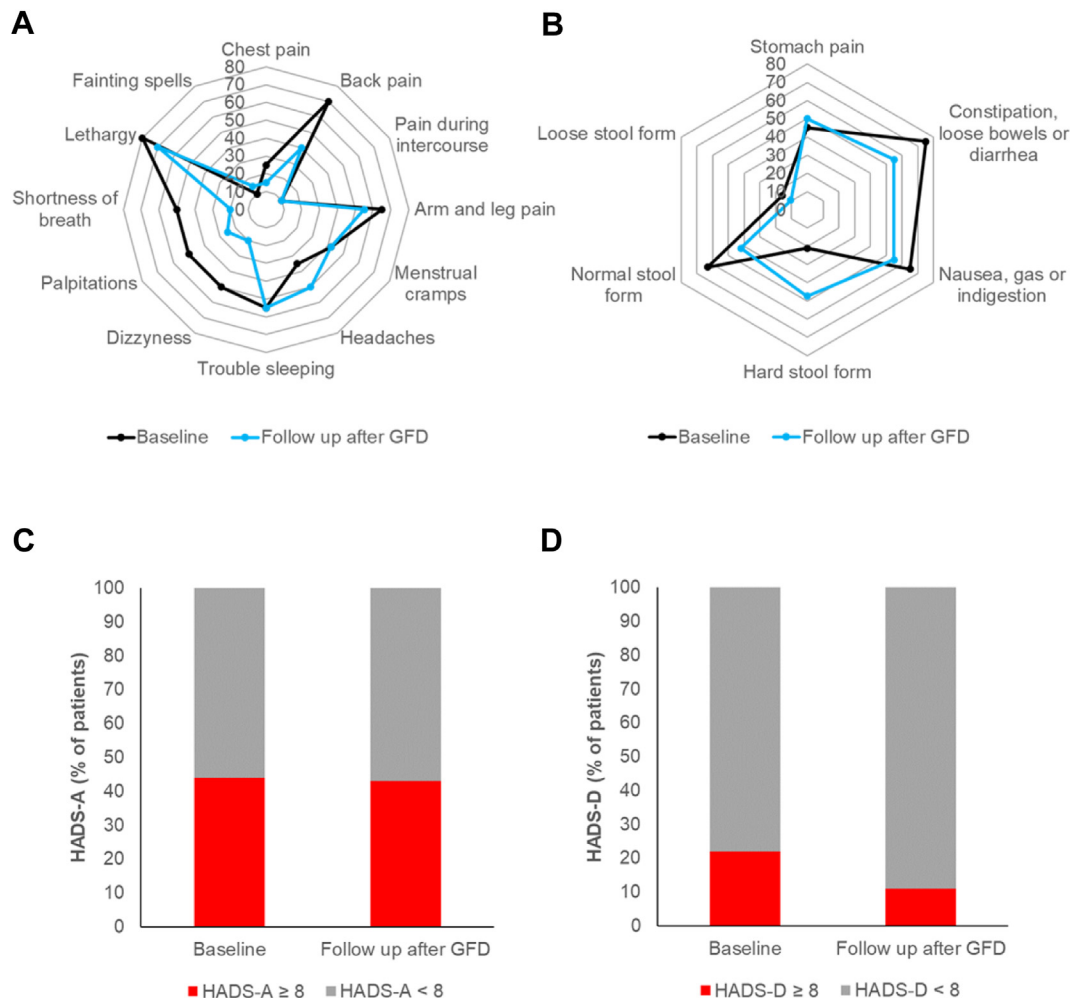 A
Chest pain
80
70
60
50
40
30
20
10
0
Back pain
Pain during
intercourse
Arm and leg pain
Menstrual
cramps
Headaches
Trouble sleeping
Dizzyness
Palpitations
Shortness of
breath
Lethargy
Fainting spells
Baseline
Follow up after GFD
B
Stomach pain
80
70
60
50
40
30
20
10
0
Constipation,
loose bowels or
diarrhea
Nausea, gas or
indigestion
Hard stool form
Normal stool
form
Loose stool form
Baseline
Follow up after GFD
C
HADS-A (% of patients)
100
90
80
70
60
50
40
30
20
10
0
Baseline
Follow up after GFD
HADS-A ≥ 8
HADS-A < 8
D
HADS-D (% of patients)
100
90
80
70
60
50
40
30
20
10
0
Baseline
Follow up after GFD
HADS-D ≥ 8
HADS-D < 8